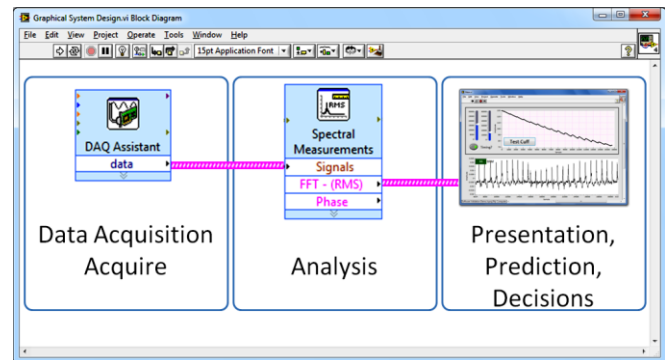 Graphical System Design.vi Block Diagram
File Edit View Project Operate Tools Window Help
15pt Application Font
DAQ Assistant
data
RMS
Spectral
Measurements
Signals
FFT - (RMS)
Phase
Test Cuff
Data Acquisition
Acquire
Analysis
Presentation,
Prediction,
Decisions